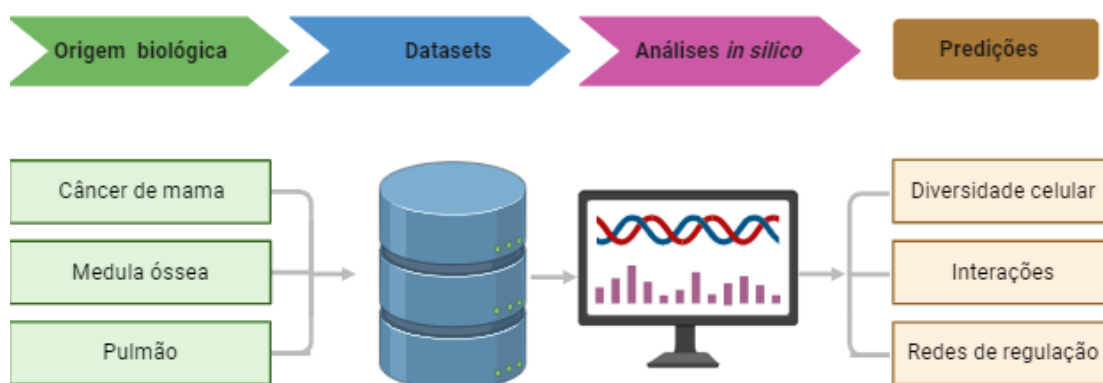 Origem biológica
Datasets
Análises in silico
Predições
Câncer de mama
Diversidade celular
Medula óssea
Interações
Pulmão
Redes de regulação